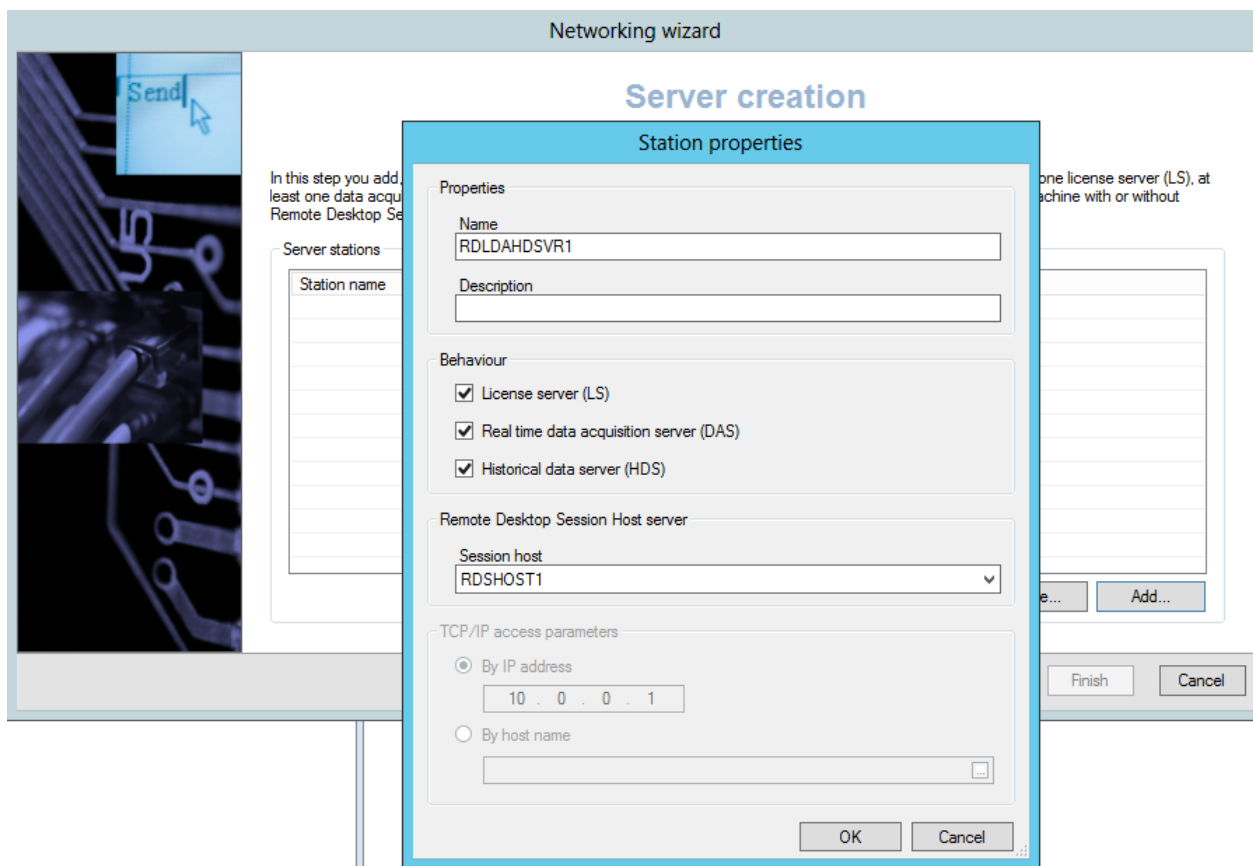 Networking wizard
Send
Server creation
Station properties
In this step you add,
one license server (LS), at
least one data acqu
achine with or without
Remote Desktop Se
Properties
Name
RDLDAHDSVR1
Description
Server stations
Station name
Behaviour
License server (LS)
Real time data acquisition server (DAS)
Historical data server (HDS)
Remote Desktop Session Host server
Session host
RDSHOST1
e...
Add...
TCP/IP access parameters
By IP address
10 . 0 . 0 . 1
By host name
...
Finish
Cancel
OK
Cancel